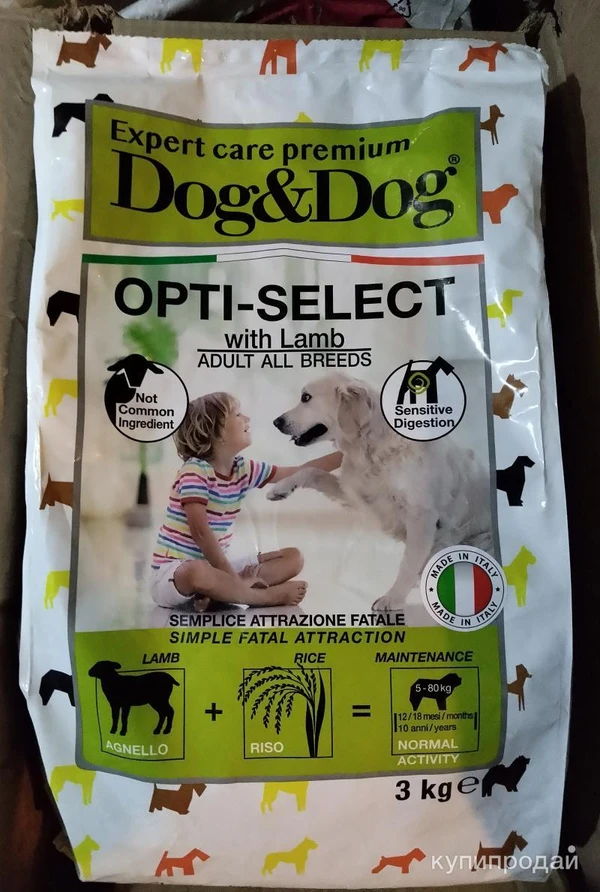 Expert care premium
Dog&Dog®
OPTI-SELECT
with Lamb
ADULT ALL BREEDS
Not
Common
Ingredient
Sensitive
Digestion
MADE IN ITALY
MADE IN ITALY
SEMPLICE ATTRAZIONE FATALE
SIMPLE FATAL ATTRACTION
LAMB
RICE
MAINTENANCE
5-80kg
+
=
12/18 mesi/months
10 anni/years
AGNELLO
RISO
NORMAL
ACTIVITY
3 kg e
купипродай